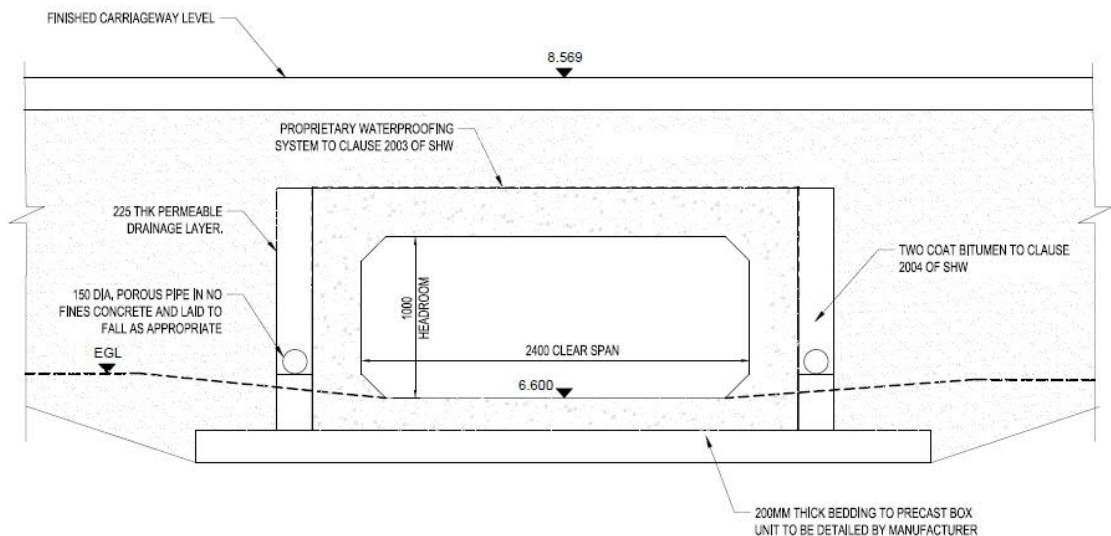 FINISHED CARRIAGEWAY LEVEL
8.569
PROPRIETARY WATERPROOFING
SYSTEM TO CLAUSE 2003 OF SHW
225 THK PERMEABLE
DRAINAGE LAYER.
TWO COAT BITUMEN TO CLAUSE
2004 OF SHW
150 DIA, POROUS PIPE IN NO
FINES CONCRETE AND LAID TO
FALL AS APPROPRIATE
1000
HEADROOM
2400 CLEAR SPAN
EGL
6.600
200MM THICK BEDDING TO PRECAST BOX
UNIT TO BE DETAILED BY MANUFACTURER